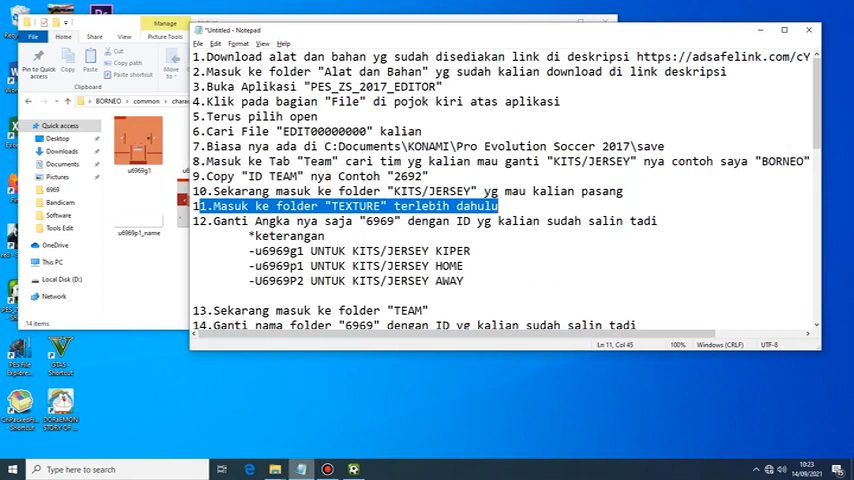 Manage
File
Home
Share
View
Picture Tools
Pin to Quick access
Copy
Paste
Cut
Copy path
Paste shortcut
Clipboard
BORNEO
common
Quick access
Desktop
Downloads
Documents
Pictures
6969
Bandicam
Software
Tools Edit
OneDrive
This PC
Local Disk (D:)
Network
14 items
u6969g1
u6969p1_name
*Untitled - Notepad
File Edit Format View Help
1.Download alat dan bahan yg sudah disediakan link di deskripsi https://adsafelink.com/cY
2.Masuk ke folder "Alat dan Bahan" yg sudah kalian download di link deskripsi
3.Buka Aplikasi "PES_ZS_2017_EDITOR"
4.Klik pada bagian "File" di pojok kiri atas aplikasi
5.Terus pilih open
6.Cari File "EDIT00000000" kalian
7.Biasa nya ada di C:Documents\KONAMI\Pro Evolution Soccer 2017\save
8.Masuk ke Tab "Team" cari tim yg kalian mau ganti "KITS/JERSEY" nya contoh saya "BORNEO"
9.Copy "ID TEAM" nya Contoh "2692"
10.Sekarang masuk ke folder "KITS/JERSEY" yg mau kalian pasang
11.Masuk ke folder "TEXTURE" terlebih dahulu
12.Ganti Angka nya saja "6969" dengan ID yg kalian sudah salin tadi
*keterangan
-u6969g1 UNTUK KITS/JERSEY KIPER
-u6969p1 UNTUK KITS/JERSEY HOME
-u6969P2 UNTUK KITS/JERSEY AWAY
13.Sekarang masuk ke folder "TEAM"
14.Ganti nama folder "6969" dengan ID yg kalian sudah salin tadi
Ln 11, Col 45
100%
Windows (CRLF)
UTF-8
PES File Explore...
GTA5 - Shortcut
Shortcut
DORAEMON STORY OF ...
Type here to search
10:23
14/09/2021